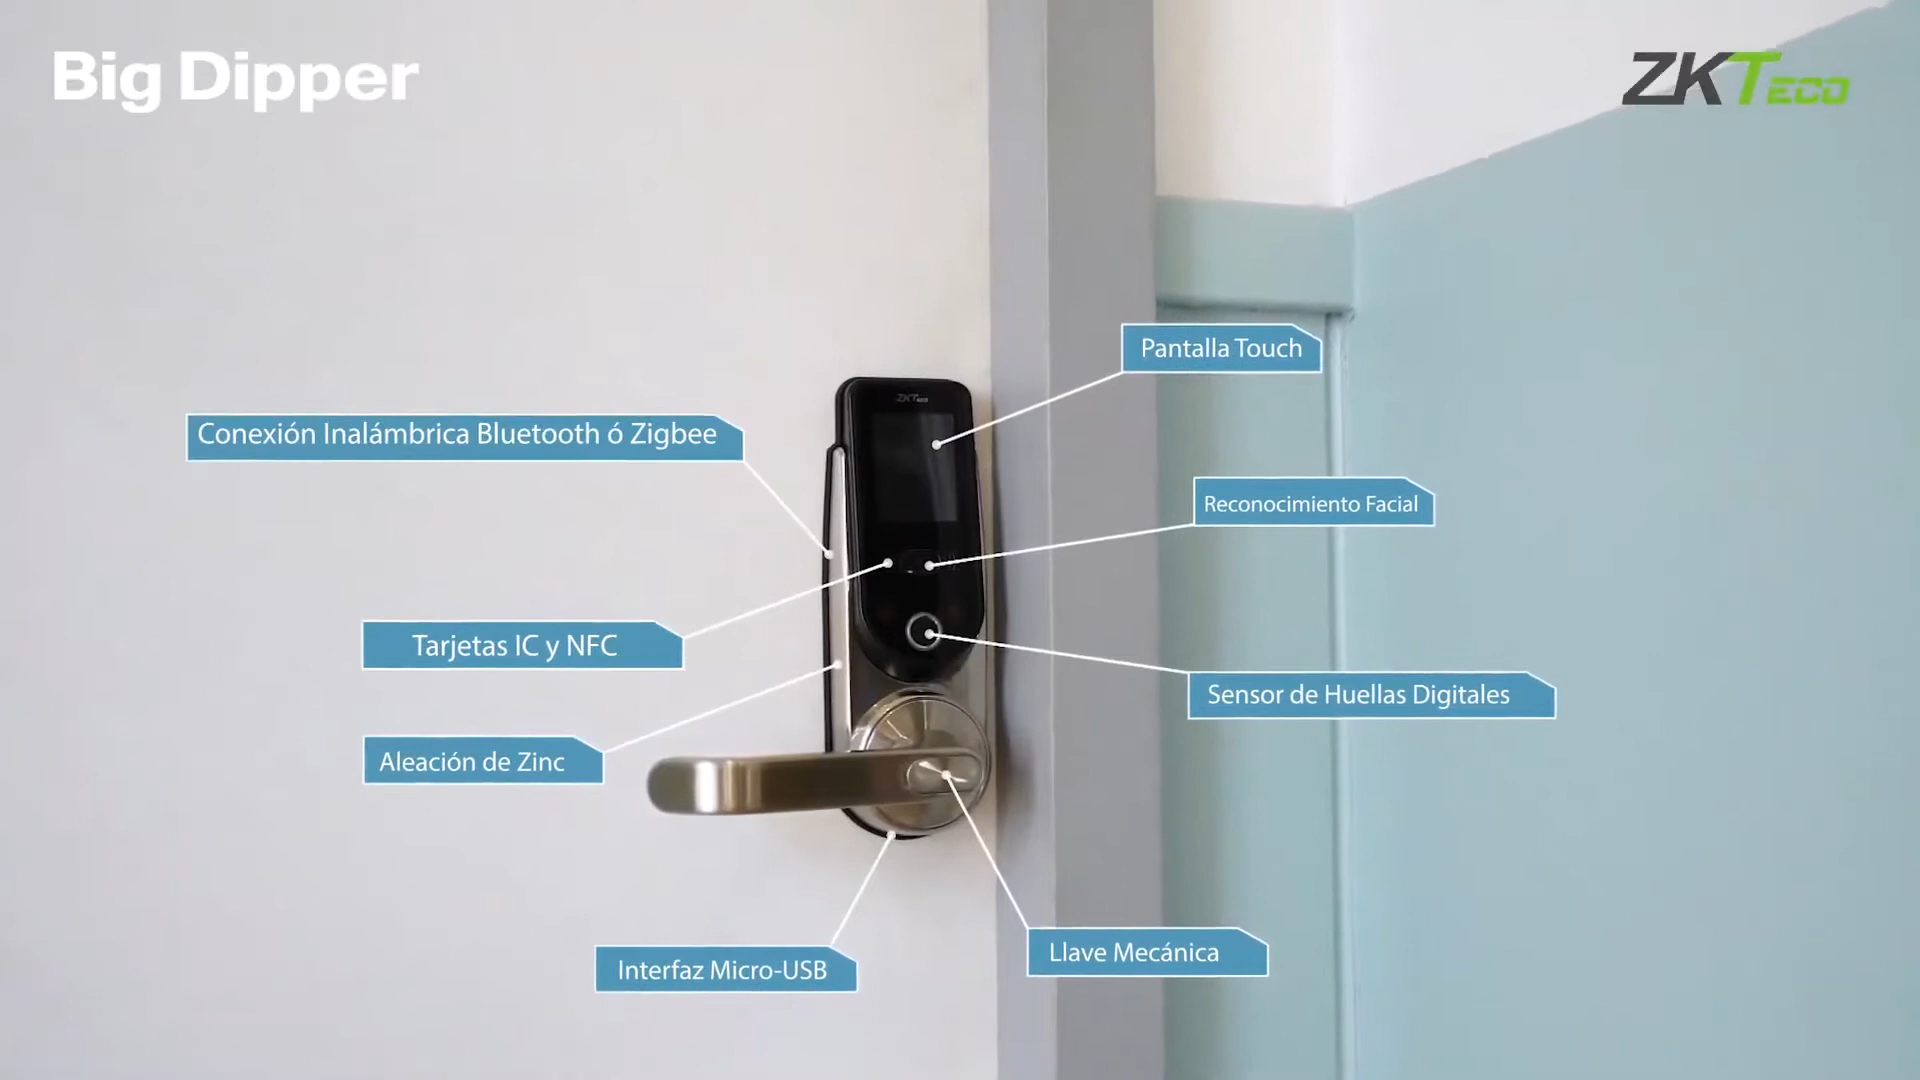 Big Dipper
ZKTeco
Pantalla Touch
ZKTeco
Conexión Inalámbrica Bluetooth ó Zigbee
Reconocimiento Facial
Tarjetas IC y NFC
Sensor de Huellas Digitales
Aleación de Zinc
Llave Mecánica
Interfaz Micro-USB